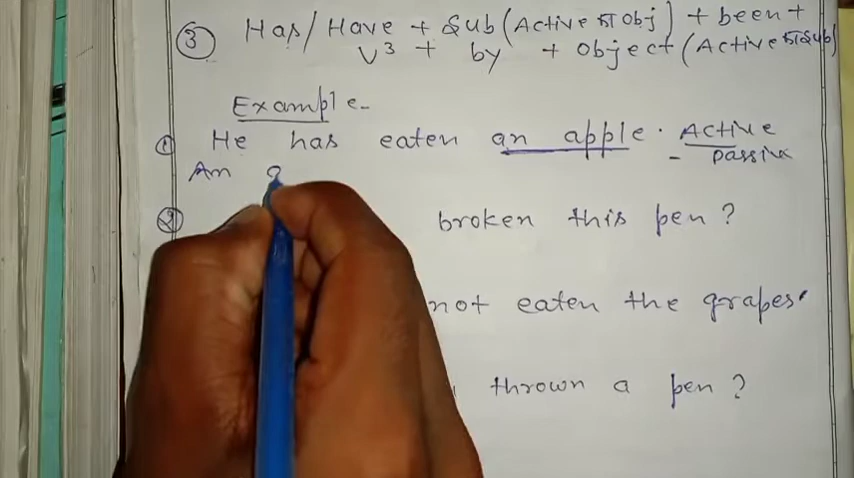 ③ Has/Have + Sub(Active का Obj) + been +
V³ + by + Object (Active का Sub)
Example-
① He has eaten an apple. Active
- Passive
An a
② broken this pen?
not eaten the grapes.
thrown a pen?